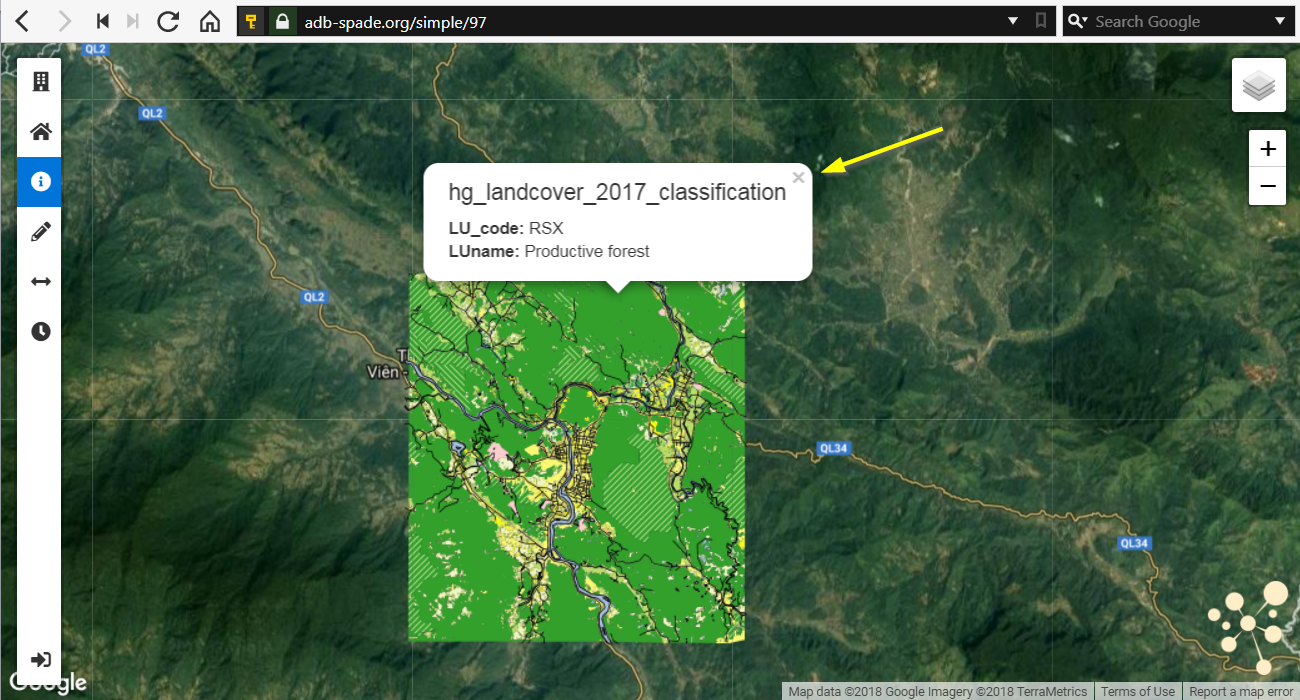 adb-spade.org/simple/97
Search Google
QL2
QL2
hg_landcover_2017_classification
×
LU_code: RSX
LUname: Productive forest
+
−
QL2
T
Viên -
QL34
QL34
Google
Map data ©2018 Google Imagery ©2018 TerraMetrics
Terms of Use
Report a map error